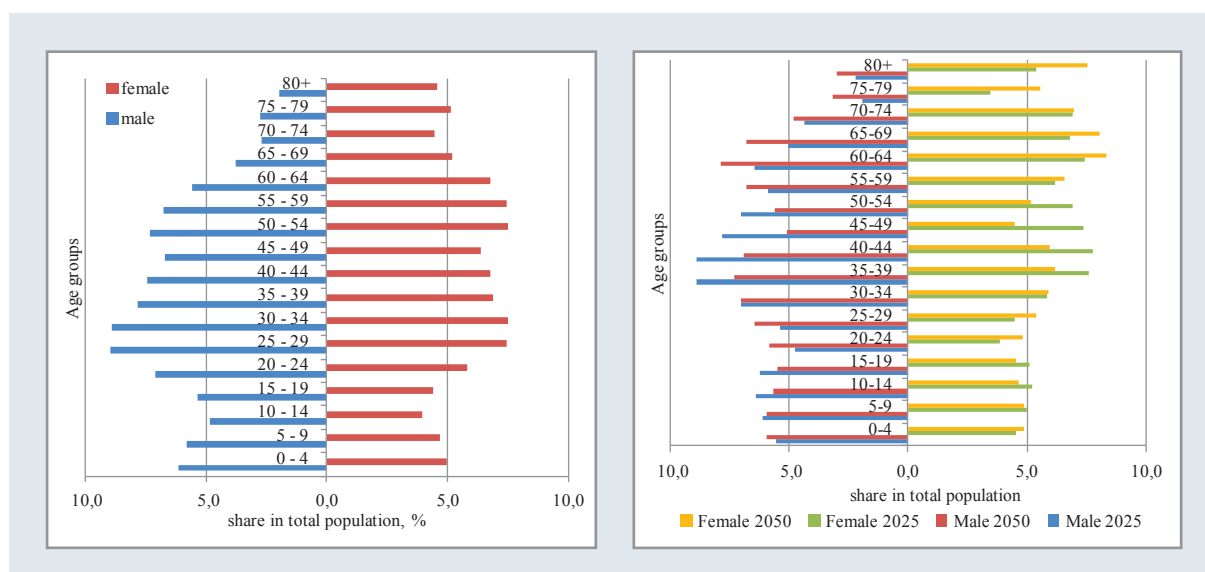 female
male
80+
75 - 79
70 - 74
65 - 69
60 - 64
55 - 59
50 - 54
45 - 49
40 - 44
35 - 39
30 - 34
25 - 29
20 - 24
15 - 19
10 - 14
5 - 9
0 - 4
Age groups
10,0 5,0 0,0 5,0 10,0
share in total population, %
80+
75-79
70-74
65-69
60-64
55-59
50-54
45-49
40-44
35-39
30-34
25-29
20-24
15-19
10-14
5-9
0-4
Age groups
10,0 5,0 0,0 5,0 10,0
share in total population
Female 2050 Female 2025 Male 2050 Male 2025